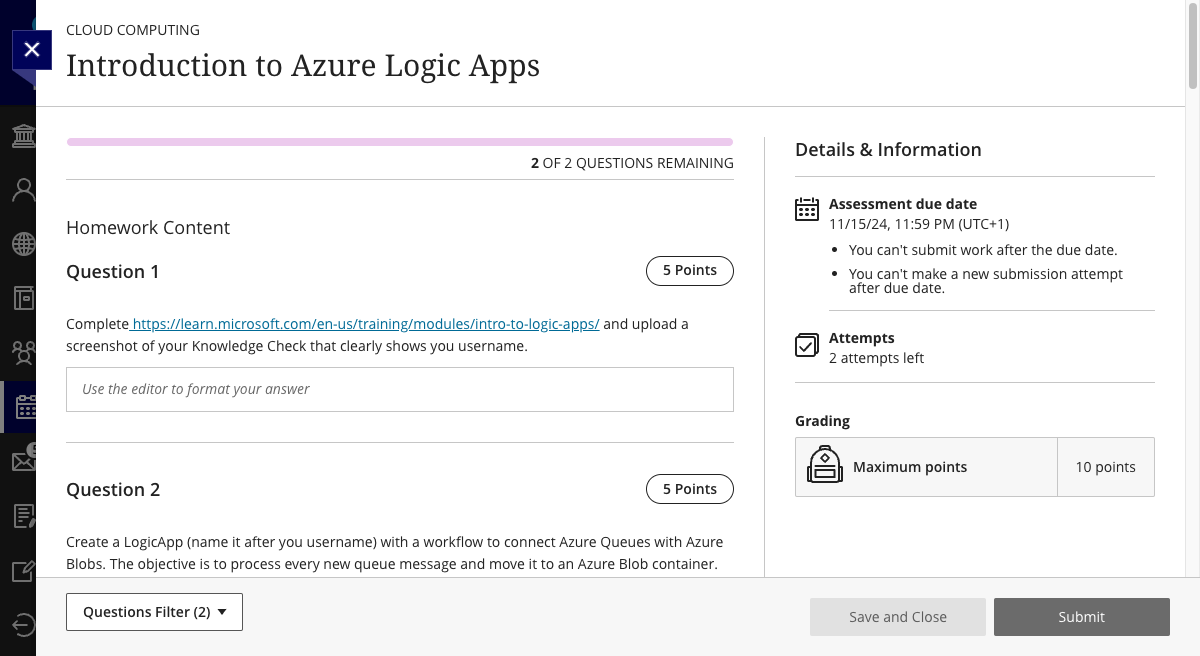 CLOUD COMPUTING
Introduction to Azure Logic Apps
2 OF 2 QUESTIONS REMAINING
Homework Content
Question 1
5 Points
Complete https://learn.microsoft.com/en-us/training/modules/intro-to-logic-apps/ and upload a
screenshot of your Knowledge Check that clearly shows you username.
Use the editor to format your answer
Question 2
5 Points
Create a LogicApp (name it after you username) with a workflow to connect Azure Queues with Azure
Blobs. The objective is to process every new queue message and move it to an Azure Blob container.
Details & Information
Assessment due date
11/15/24, 11:59 PM (UTC+1)
• You can't submit work after the due date.
• You can't make a new submission attempt
after due date.
Attempts
2 attempts left
Grading
Maximum points
10 points
Questions Filter (2)
Save and Close
Submit